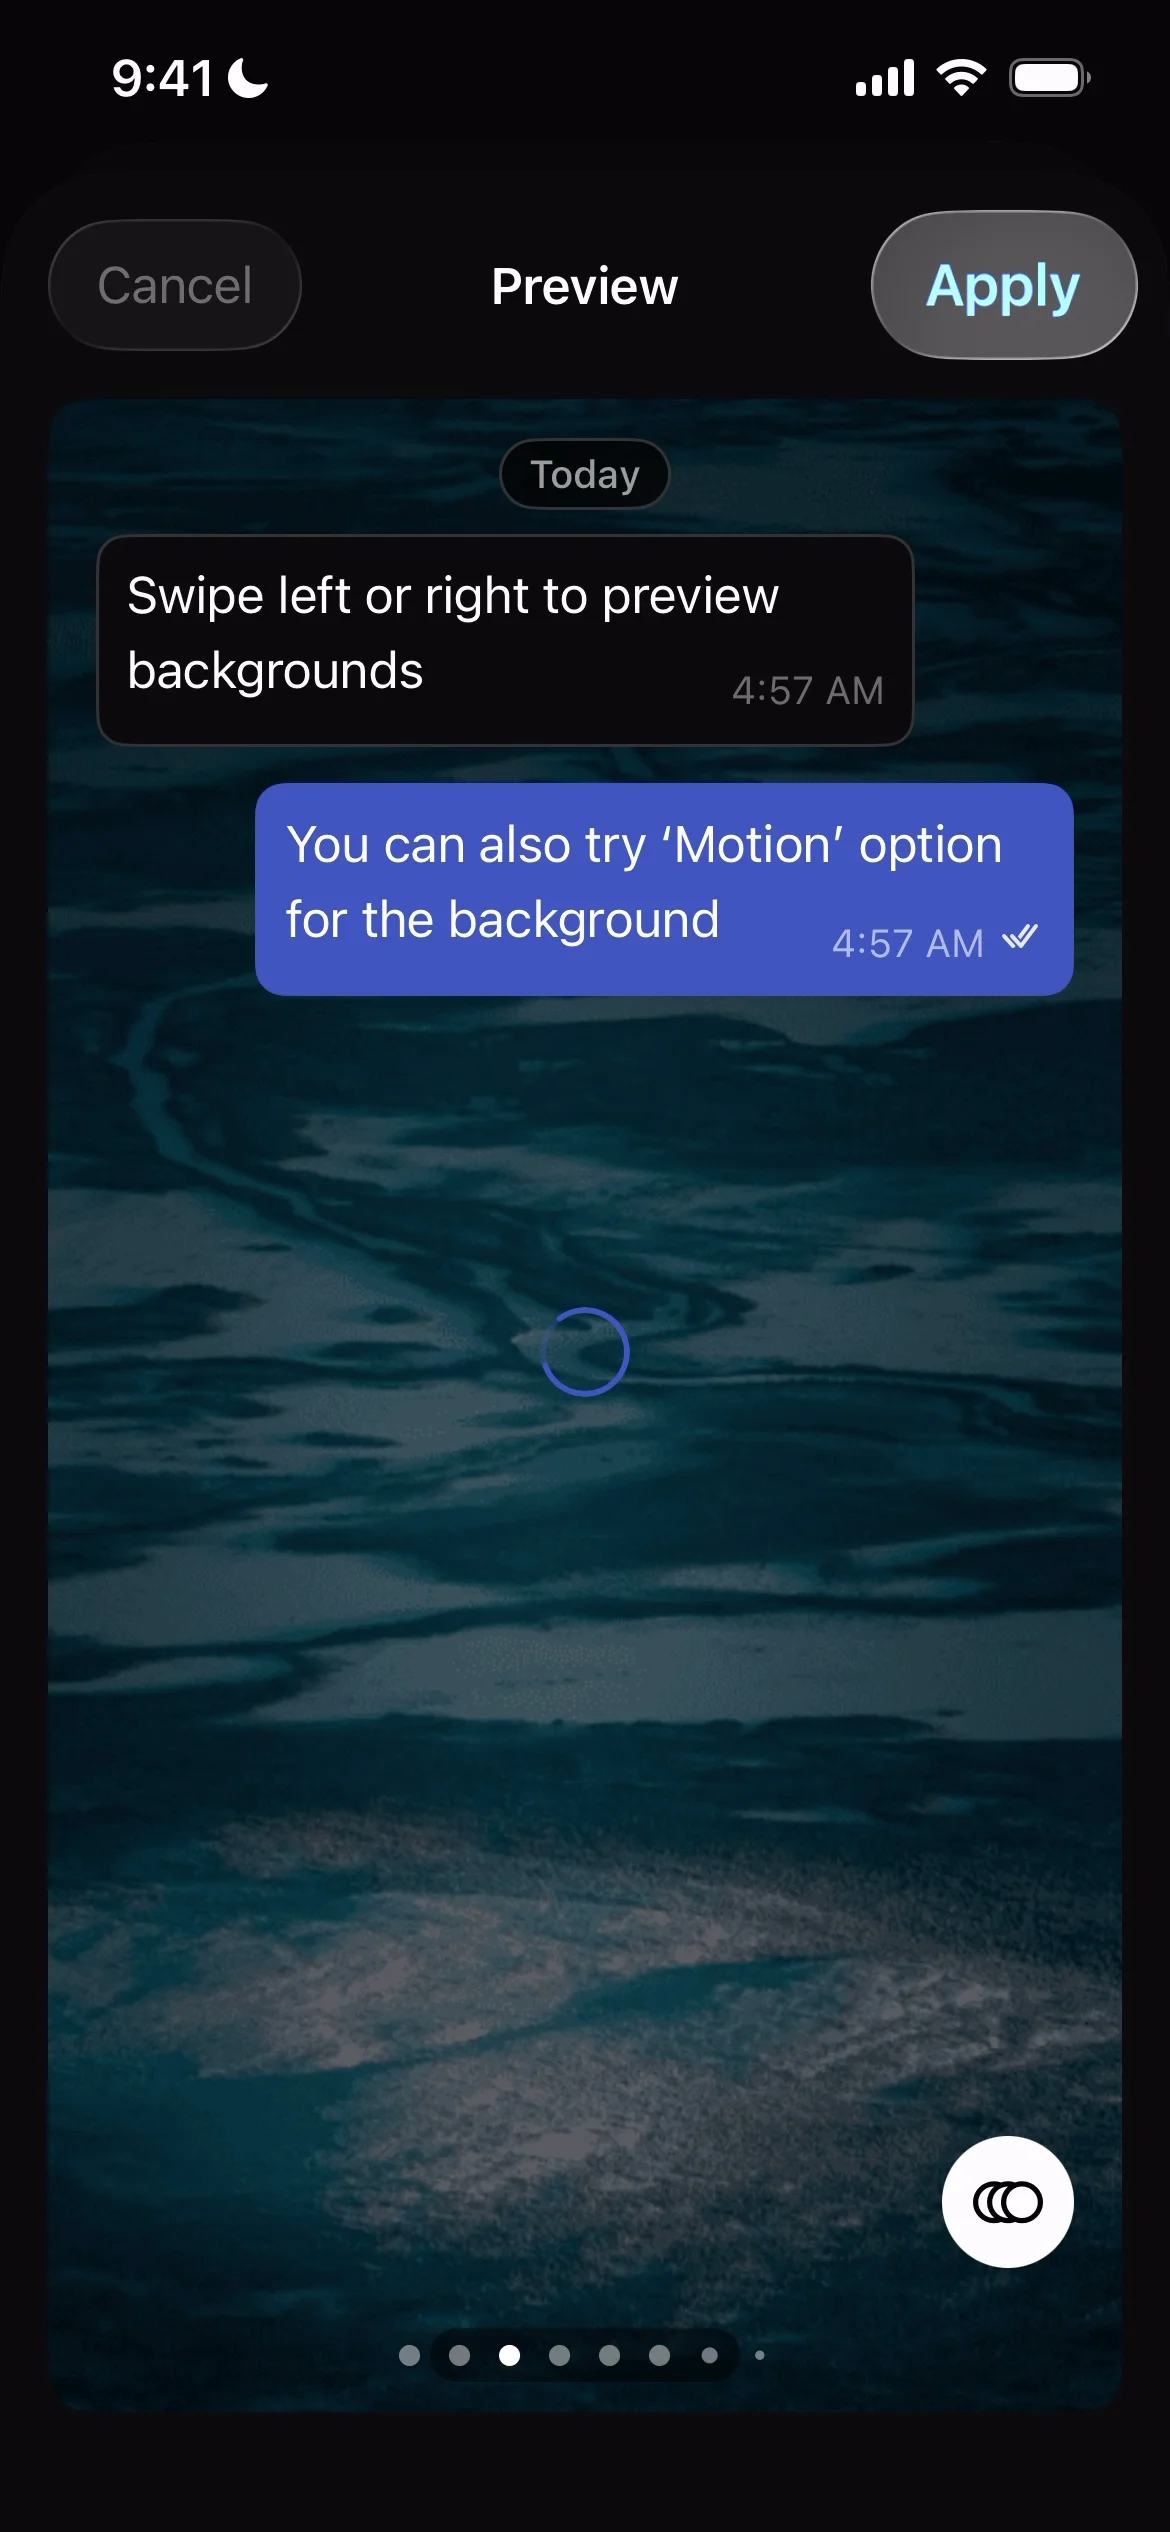 9:41
Cancel
Preview
Apply
Today
Swipe left or right to preview
backgrounds
4:57 AM
You can also try ‘Motion’ option
for the background
4:57 AM